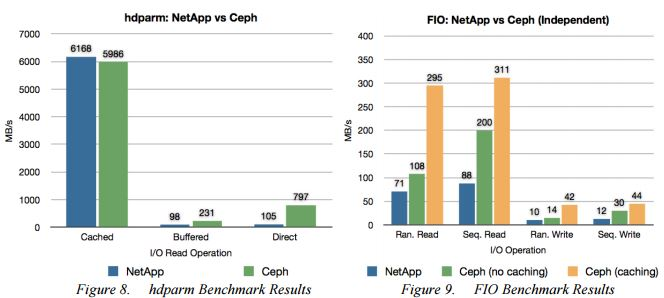 hdparm: NetApp vs Ceph
7000
6000
5000
4000
3000
2000
1000
0
MB/s
6168
5986
98
231
105
797
Cached
Buffered
Direct
I/O Read Operation
NetApp
Ceph
Figure 8. hdparm Benchmark Results
FIO: NetApp vs Ceph (Independent)
400
350
300
250
200
150
100
50
0
MB/s
71
108
295
88
200
311
10
14
42
12
30
44
Ran. Read
Seq. Read
Ran. Write
Seq. Write
I/O Operation
NetApp
Ceph (no caching)
Ceph (caching)
Figure 9. FIO Benchmark Results